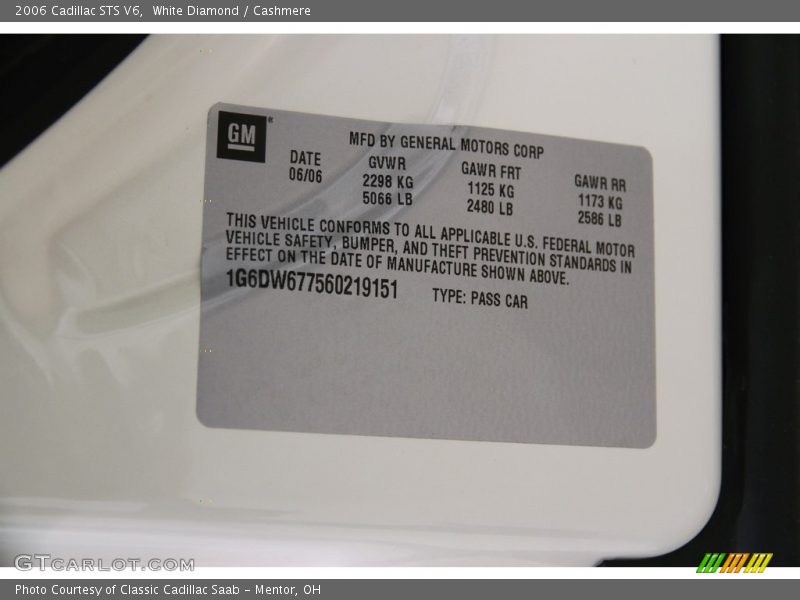 2006 Cadillac STS V6, White Diamond / Cashmere
GM
MFD BY GENERAL MOTORS CORP
DATE GVWR GAWR FRT GAWR RR
06/06 2298 KG 1125 KG 1173 KG
5066 LB 2480 LB 2586 LB
THIS VEHICLE CONFORMS TO ALL APPLICABLE U.S. FEDERAL MOTOR
VEHICLE SAFETY, BUMPER, AND THEFT PREVENTION STANDARDS IN
EFFECT ON THE DATE OF MANUFACTURE SHOWN ABOVE.
1G6DW677560219151 TYPE: PASS CAR
GTCARLOT.COM
Photo Courtesy of Classic Cadillac Saab - Mentor, OH